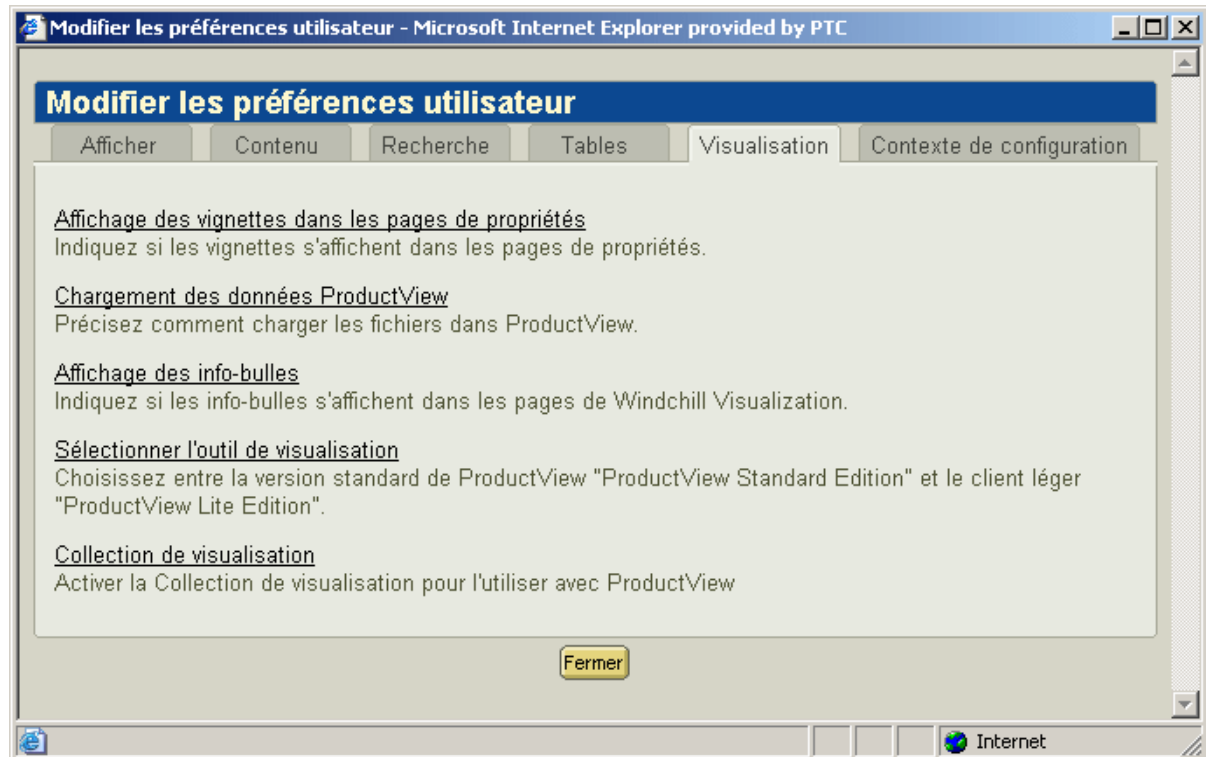 Modifier les préférences utilisateur - Microsoft Internet Explorer provided by PTC
Modifier les préférences utilisateur
Afficher Contenu Recherche Tables Visualisation Contexte de configuration
Affichage des vignettes dans les pages de propriétés
Indiquez si les vignettes s'affichent dans les pages de propriétés.
Chargement des données ProductView
Précisez comment charger les fichiers dans ProductView.
Affichage des info-bulles
Indiquez si les info-bulles s'affichent dans les pages de Windchill Visualization.
Sélectionner l'outil de visualisation
Choisissez entre la version standard de ProductView "ProductView Standard Edition" et le client léger
"ProductView Lite Edition".
Collection de visualisation
Activer la Collection de visualisation pour l'utiliser avec ProductView
Fermer
Internet